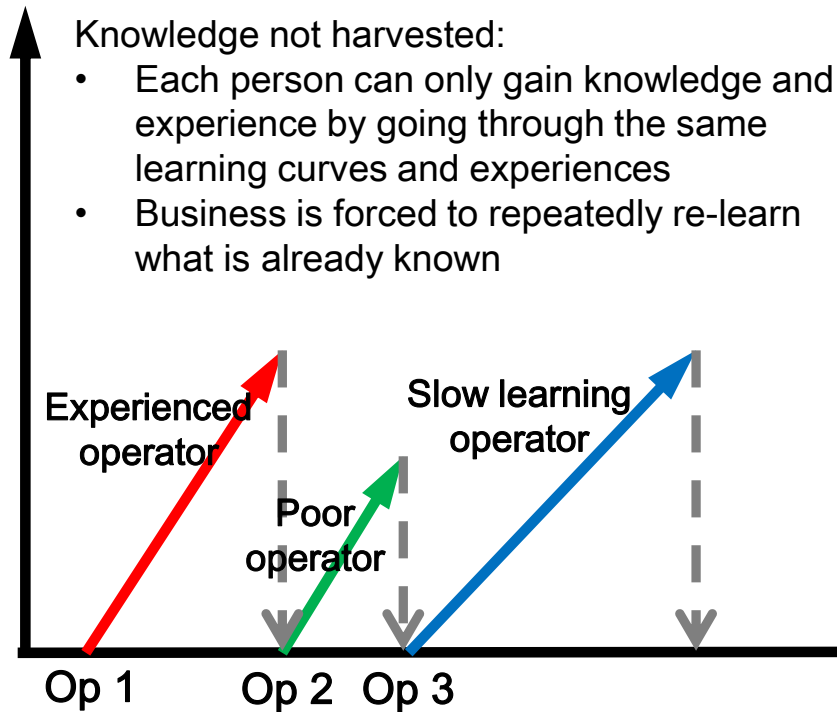 Knowledge not harvested:
• Each person can only gain knowledge and
experience by going through the same
learning curves and experiences
• Business is forced to repeatedly re-learn
what is already known
Experienced
operator
Slow learning
operator
Poor
operator
Op 1
Op 2
Op 3